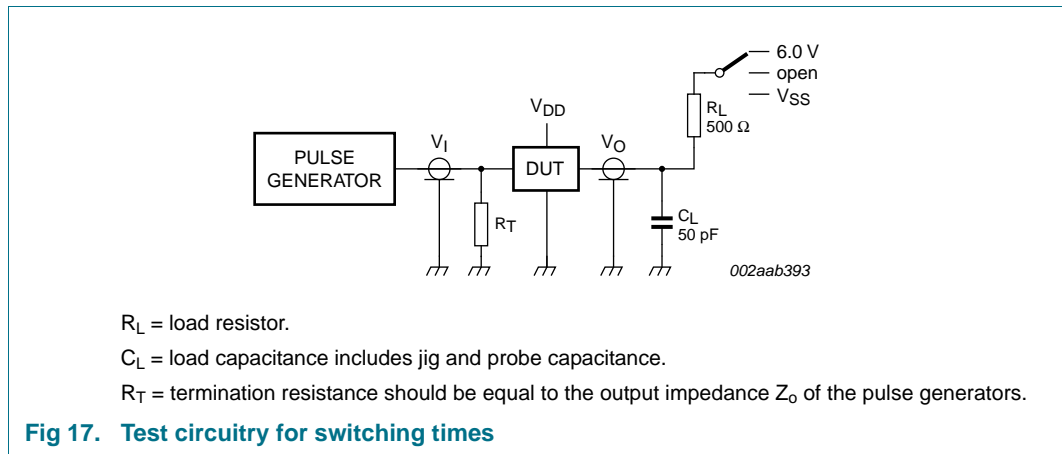 6.0 V
open
VSS
RL
500 Ω
VDD
VI
VO
PULSE
GENERATOR
DUT
RT
CL
50 pF
002aab393
RL = load resistor.
CL = load capacitance includes jig and probe capacitance.
RT = termination resistance should be equal to the output impedance Zo of the pulse generators.
Fig 17. Test circuitry for switching times